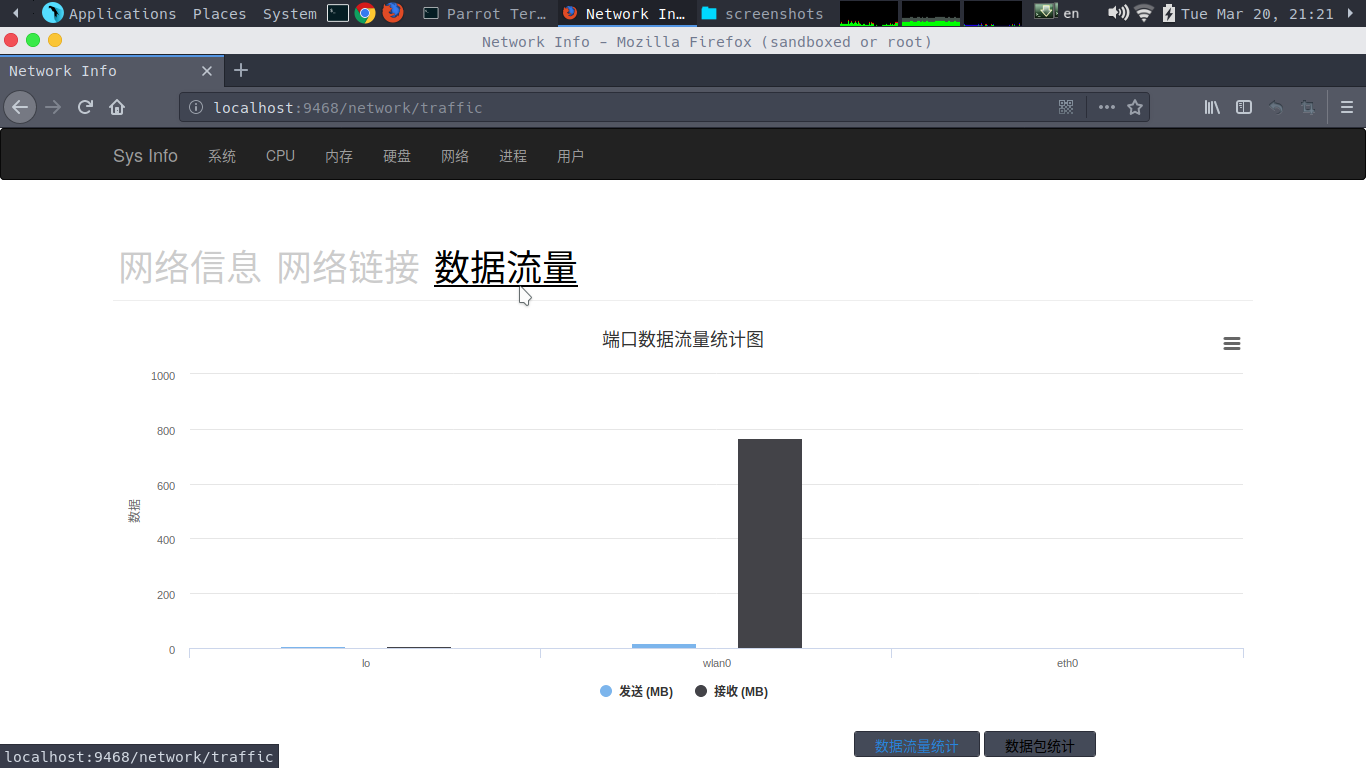 Applications Places System Parrot Ter… Network In… screenshots en Tue Mar 20, 21:21
Network Info - Mozilla Firefox (sandboxed or root)
Network Info
localhost:9468/network/traffic
Sys Info 系统 CPU 内存 硬盘 网络 进程 用户
网络信息 网络链接 数据流量
端口数据流量统计图
1000
800
600
400
200
0
数据
lo wlan0 eth0
发送 (MB) 接收 (MB)
数据流量统计 数据包统计
localhost:9468/network/traffic